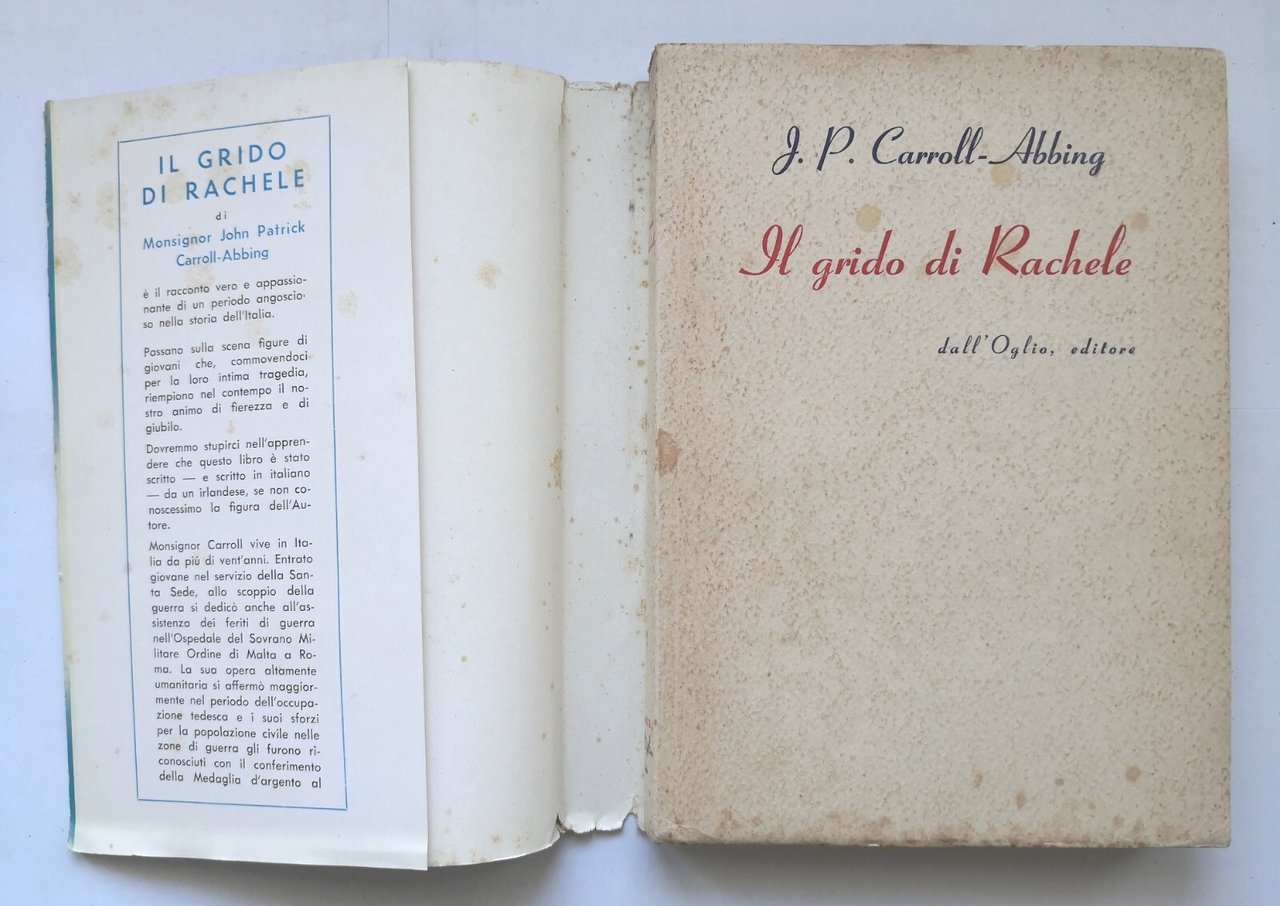 IL GRIDO
DI RACHELE
di
Monsignor John Patrick
Carroll-Abbing
è il racconto vero e appassio-
nante di un periodo angoscio-
so nella storia dell'Italia.
Passano sulla scena figure di
giovani che, commovendoci
per la loro intima tragedia,
riempiono nel contempo il no-
stro animo di fierezza e di
giubilo.
Dovremmo stupirci nell'appren-
dere che questo libro è stato
scritto — e scritto in italiano
— da un irlandese, se non co-
noscessimo la figura dell'Au-
tore.
Monsignor Carroll vive in Ita-
lia da piú di vent'anni. Entrato
giovane nel servizio della San-
ta Sede, allo scoppio della
guerra si dedicò anche all'as-
sistenza dei feriti di guerra
nell'Ospedale del Sovrano Mi-
litare Ordine di Malta a Ro-
ma. La sua opera altamente
umanitaria si affermò maggior-
mente nel periodo dell'occupa-
zione tedesca e i suoi sforzi
per la popolazione civile nelle
zone di guerra gli furono ri-
conosciuti con il conferimento
della Medaglia d'argento al
J. P. Carroll-Abbing
Il grido di Rachele
dall'Oglio, editore